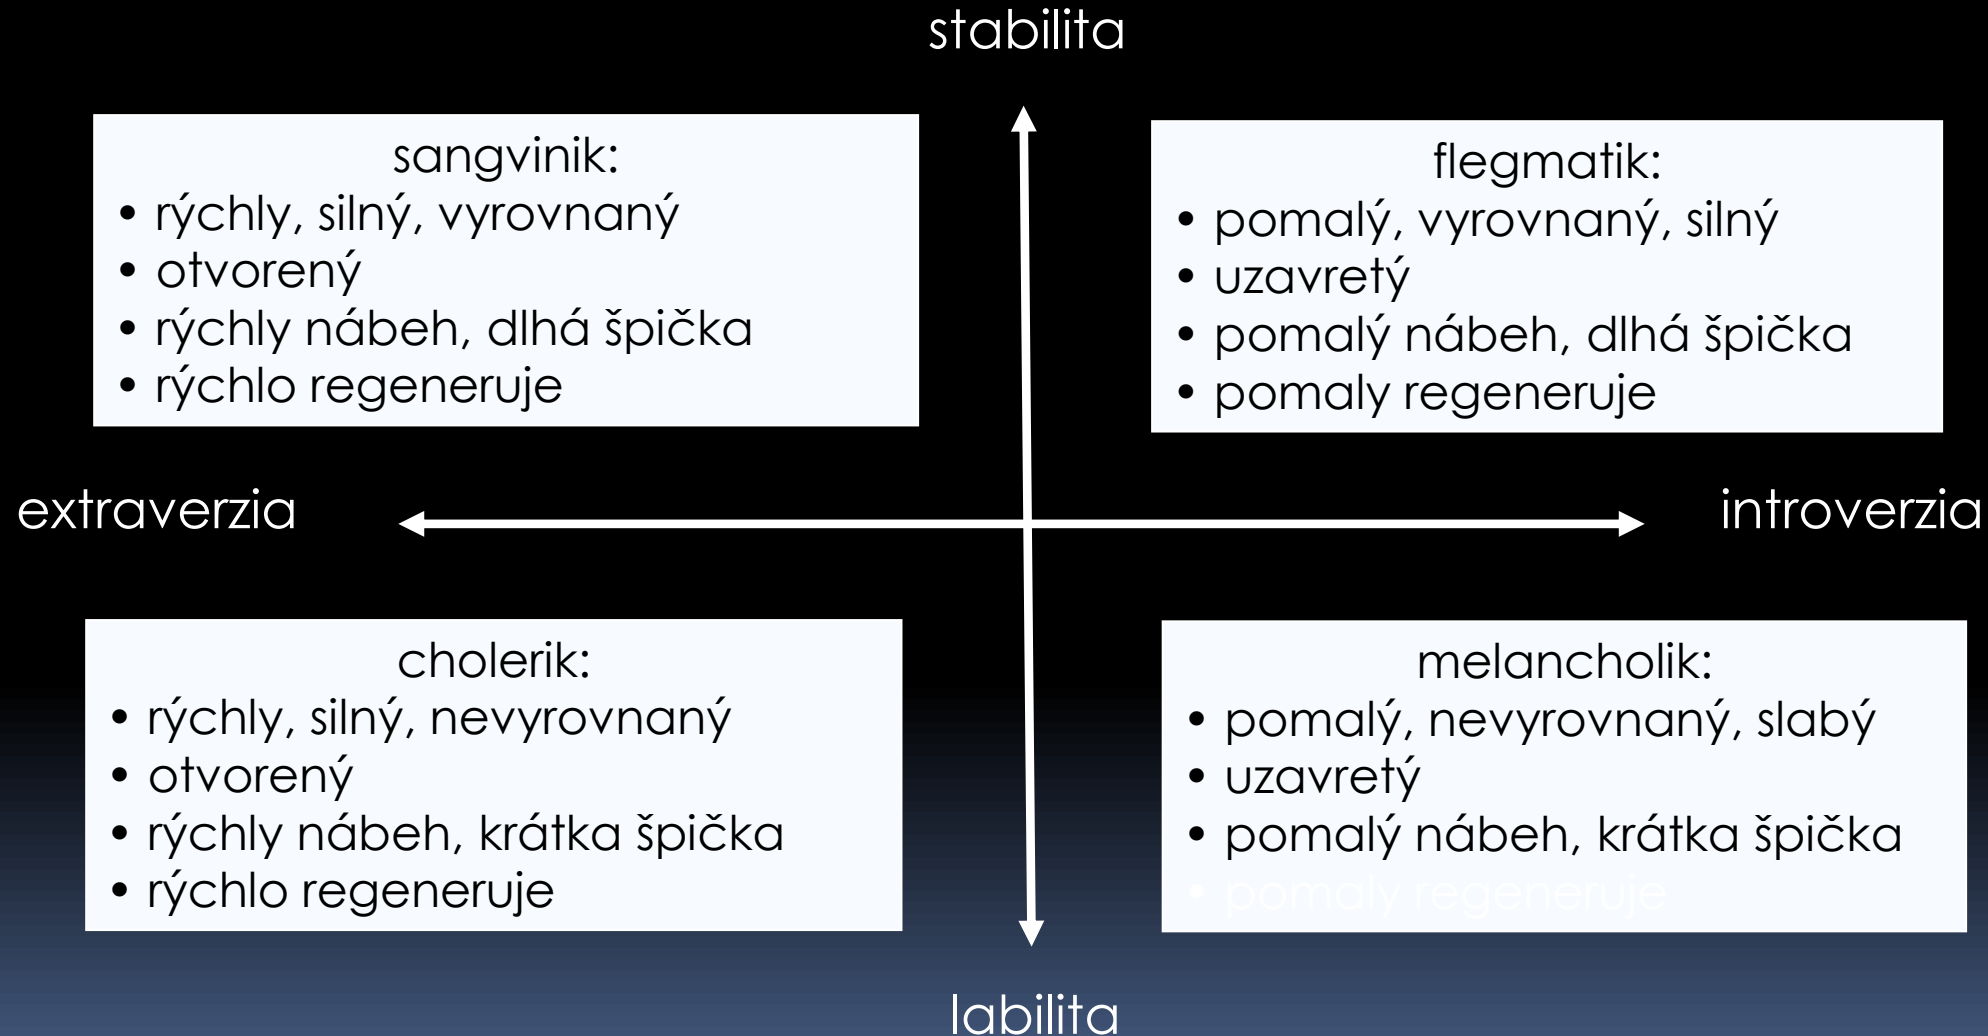 stabilita
sangvinik:
• rýchly, silný, vyrovnaný
• otvorený
• rýchly nábeh, dlhá špička
• rýchlo regeneruje
flegmatik:
• pomalý, vyrovnaný, silný
• uzavretý
• pomalý nábeh, dlhá špička
• pomaly regeneruje
extraverzia
introverzia
cholerik:
• rýchly, silný, nevyrovnaný
• otvorený
• rýchly nábeh, krátka špička
• rýchlo regeneruje
melancholik:
• pomalý, nevyrovnaný, slabý
• uzavretý
• pomalý nábeh, krátka špička
• pomaly regeneruje
labilita